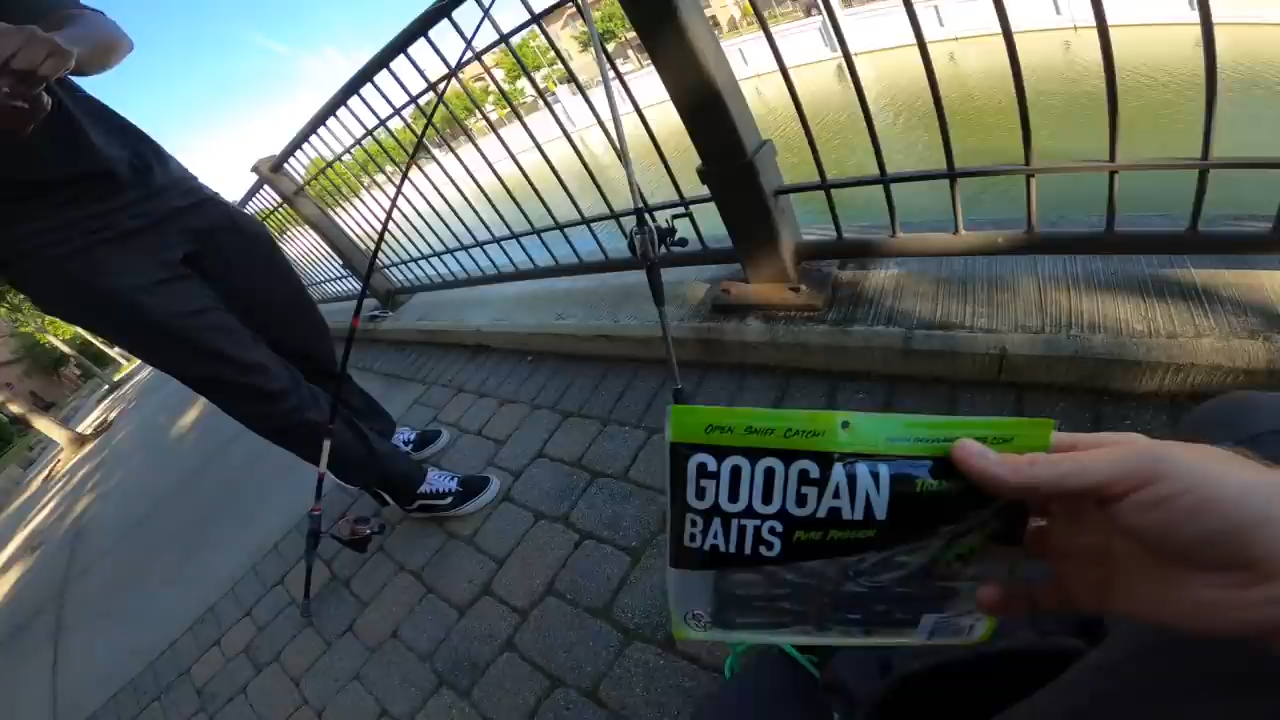 OPEN. SNIFF. CATCH!
GOOGAN
BAITS
PURE PASSION